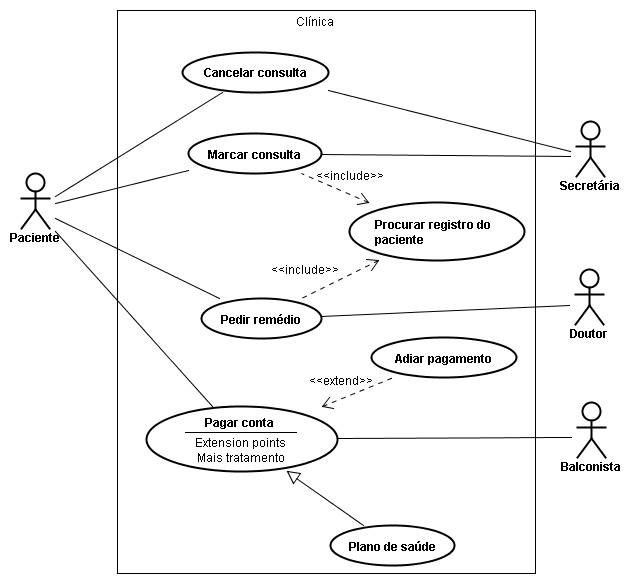 Clínica
Cancelar consulta
Marcar consulta
<<include>>
Secretária
Paciente
Procurar registro do
paciente
<<include>>
Pedir remédio
Doutor
Adiar pagamento
<<extend>>
Pagar conta
Extension points
Mais tratamento
Balconista
Plano de saúde